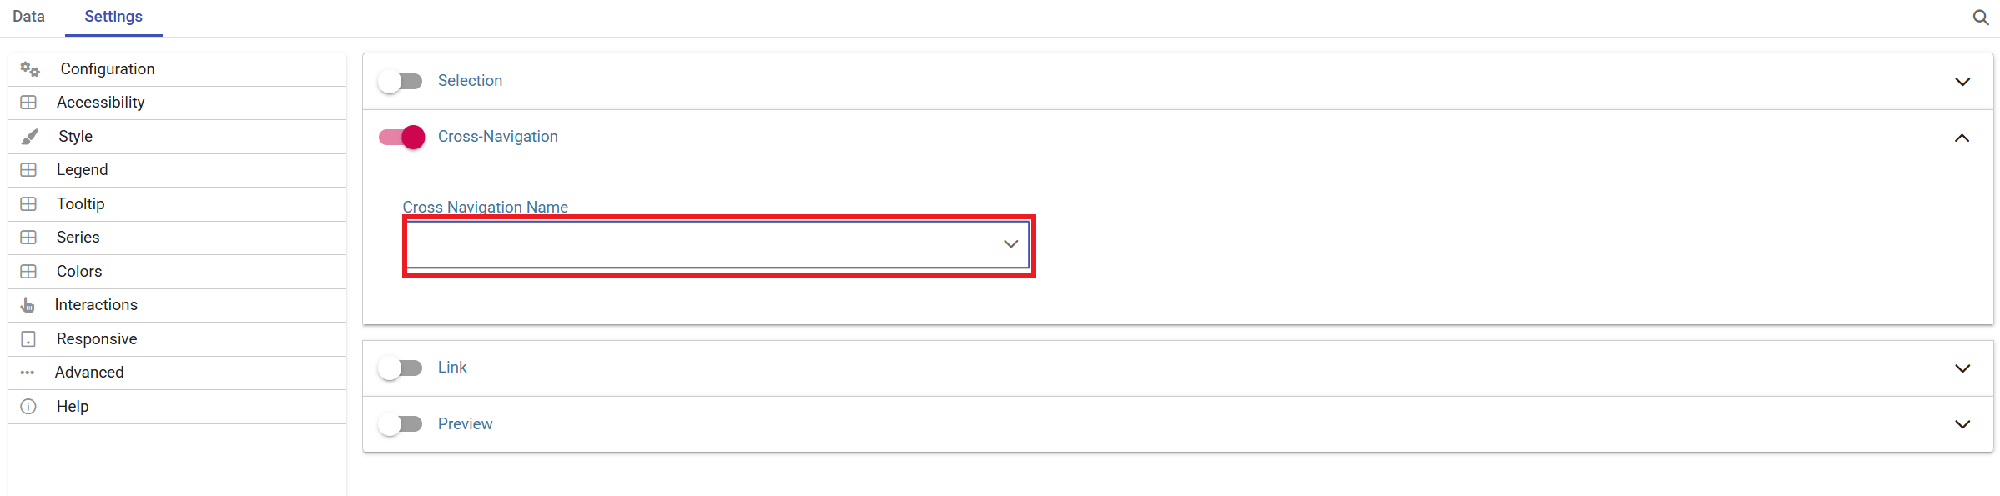 Data Settings
Configuration
Accessibility
Style
Legend
Tooltip
Series
Colors
Interactions
Responsive
Advanced
Help
Selection
Cross-Navigation
Cross Navigation Name
Link
Preview